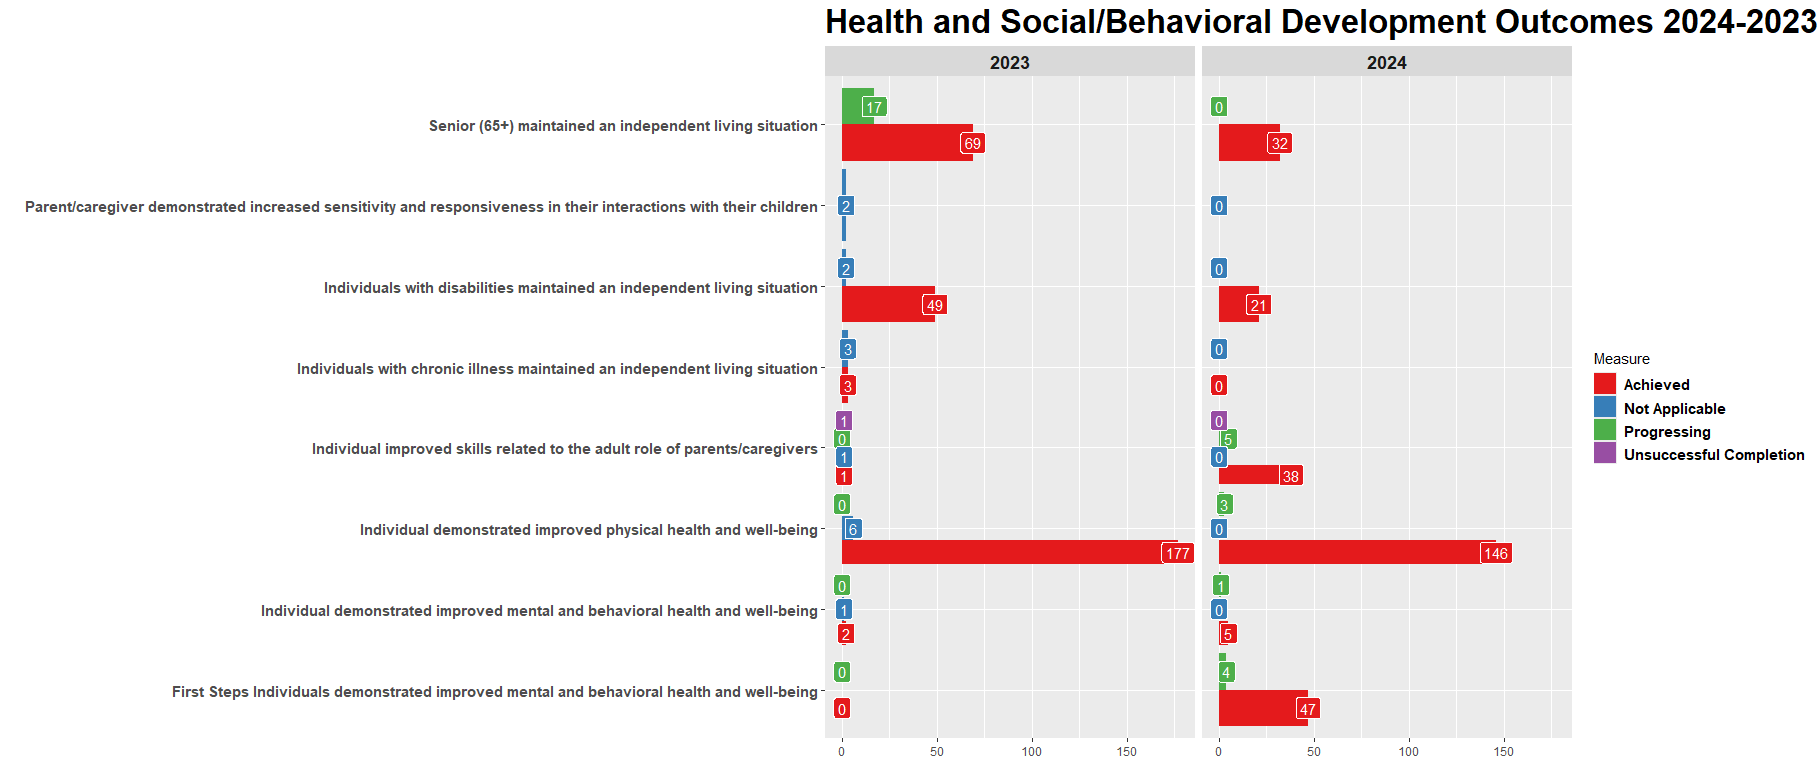 Health and Social/Behavioral Development Outcomes 2024-2023
2023
2024
Senior (65+) maintained an independent living situation
17
69
0
32
Parent/caregiver demonstrated increased sensitivity and responsiveness in their interactions with their children
2
0
Individuals with disabilities maintained an independent living situation
2
49
0
21
Individuals with chronic illness maintained an independent living situation
3
3
0
0
Individual improved skills related to the adult role of parents/caregivers
1
0
1
1
0
5
0
38
Individual demonstrated improved physical health and well-being
0
6
177
3
0
146
Individual demonstrated improved mental and behavioral health and well-being
0
1
2
1
0
5
First Steps Individuals demonstrated improved mental and behavioral health and well-being
0
0
4
47
0 50 100 150
0 50 100 150
Measure
Achieved
Not Applicable
Progressing
Unsuccessful Completion